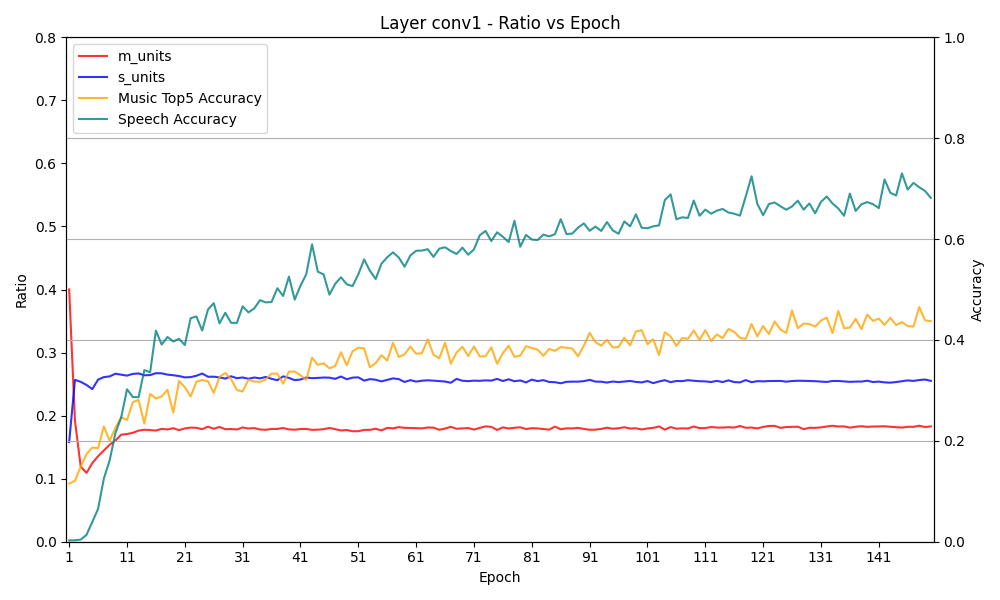 Layer conv1 - Ratio vs Epoch
m_units
s_units
Music Top5 Accuracy
Speech Accuracy
Ratio
0.8
0.7
0.6
0.5
0.4
0.3
0.2
0.1
0.0
1.0
0.8
0.6
0.4
0.2
0.0
Accuracy
1 11 21 31 41 51 61 71 81 91 101 111 121 131 141
Epoch